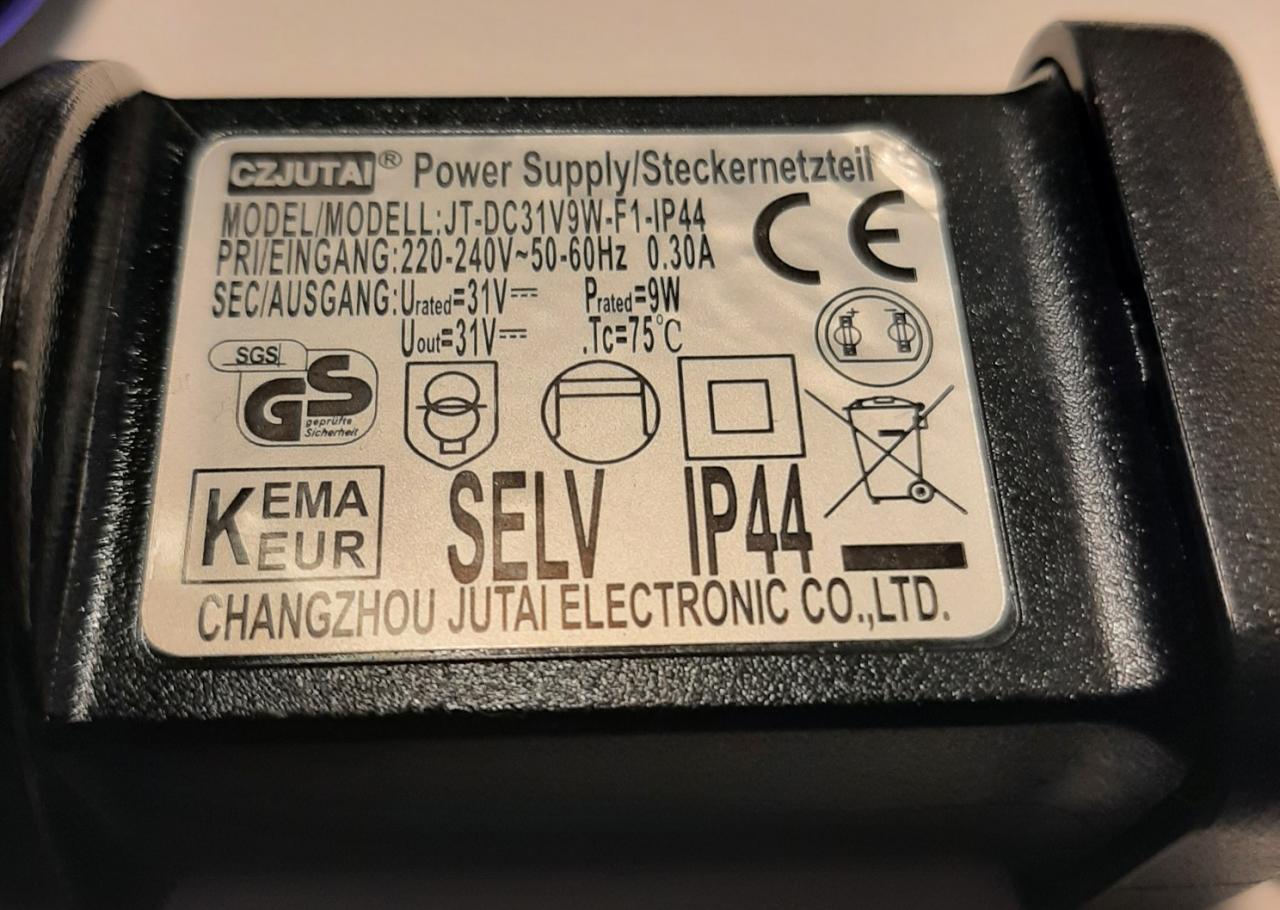 CZJUTAI® Power Supply/Steckernetzteil
MODEL/MODELL:JT-DC31V9W-F1-IP44
PRI/EINGANG:220-240V~50-60Hz 0.30A
SEC/AUSGANG:Urated=31V⎓ Prated=9W
Uout=31V⎓ .Tc=75℃
CE
+ -
SGS
GS
geprüfte
Sicherheit
KEMA
KEUR
SELV
IP44
CHANGZHOU JUTAI ELECTRONIC CO.,LTD.